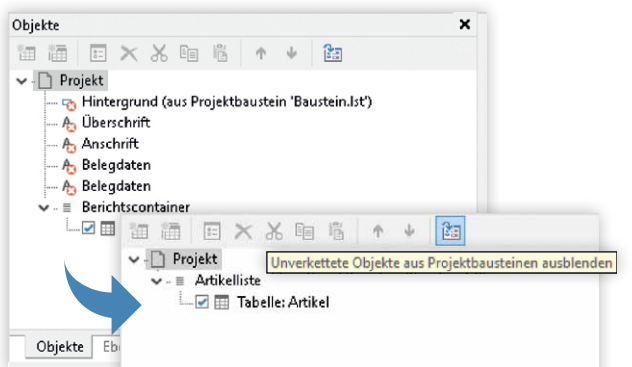 Objekte
Projekt
Hintergrund (aus Projektbaustein 'Baustein.lst')
Überschrift
Anschrift
Belegdaten
Belegdaten
Berichtscontainer
Projekt
Unverkettete Objekte aus Projektbausteinen ausblenden
Artikelliste
Tabelle: Artikel
Objekte